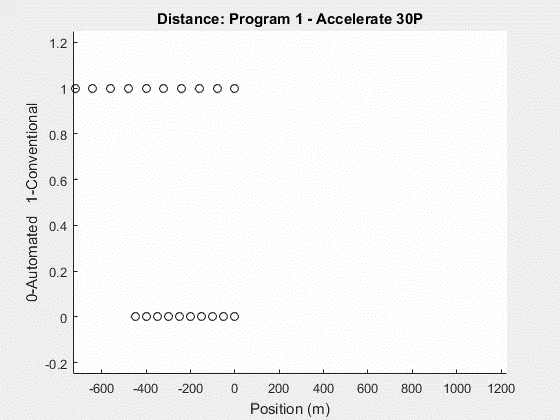 Distance: Program 1 - Accelerate 30P
1.2
1
0.8
0.6
0.4
0.2
0
-0.2
0-Automated   1-Conventional
-600 -400 -200 0 200 400 600 800 1000 1200
Position (m)